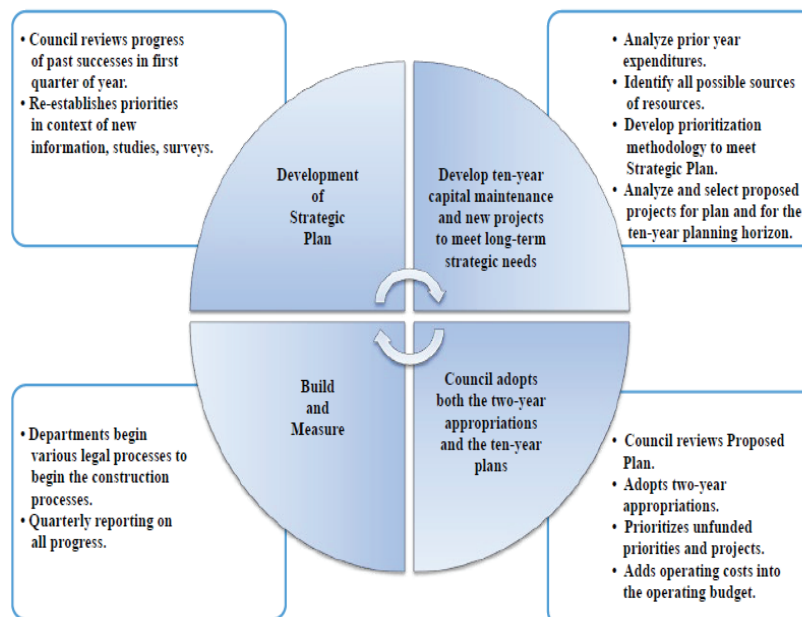 • Council reviews progress
of past successes in first
quarter of year.
• Re-establishes priorities
in context of new
information, studies, surveys.
• Analyze prior year
expenditures.
• Identify all possible sources
of resources.
• Develop prioritization
methodology to meet
Strategic Plan.
• Analyze and select proposed
projects for plan and for the
ten-year planning horizon.
Development
of
Strategic
Plan
Develop ten-year
capital maintenance
and new projects
to meet long-term
strategic needs
Build
and
Measure
Council adopts
both the two-year
appropriations
and the ten-year
plans
• Departments begin
various legal processes to
begin the construction
processes.
• Quarterly reporting on
all progress.
• Council reviews Proposed
Plan.
• Adopts two-year
appropriations.
• Prioritizes unfunded
priorities and projects.
• Adds operating costs into
the operating budget.